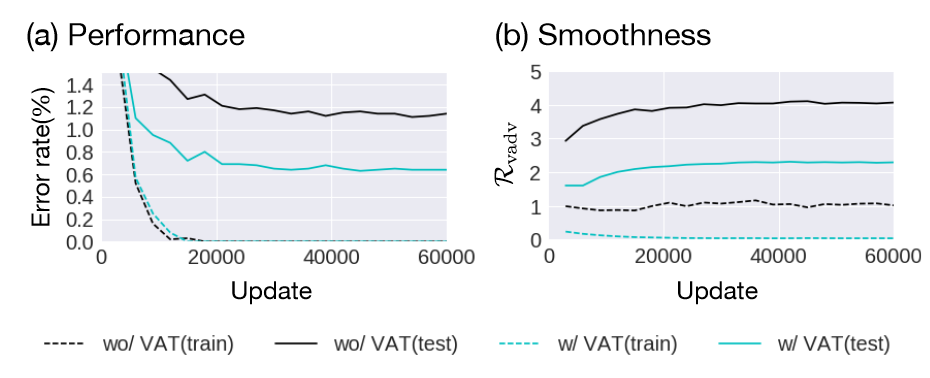 (a) Performance
(b) Smoothness
Error rate(%)
1.4
1.2
1.0
0.8
0.6
0.4
0.2
0.0
0
20000
40000
60000
Update
𝓡vadv
5
4
3
2
1
0
0
20000
40000
60000
Update
wo/ VAT(train)
wo/ VAT(test)
w/ VAT(train)
w/ VAT(test)